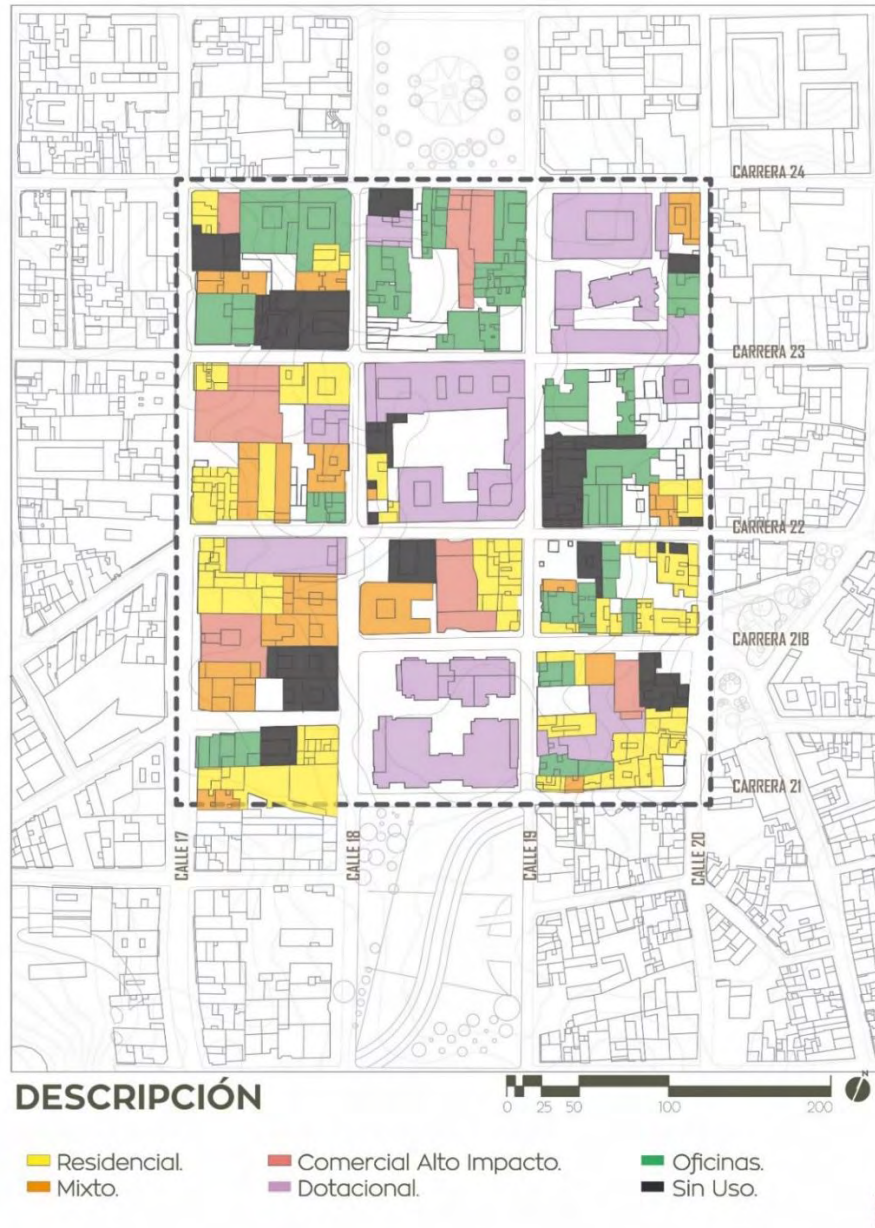 CARRERA 24
CARRERA 23
CARRERA 22
CARRERA 21B
CARRERA 21
CALLE 17
CALLE 18
CALLE 19
CALLE 20
DESCRIPCIÓN
0 25 50 100 200
N
Residencial.
Comercial Alto Impacto.
Oficinas.
Mixto.
Dotacional.
Sin Uso.